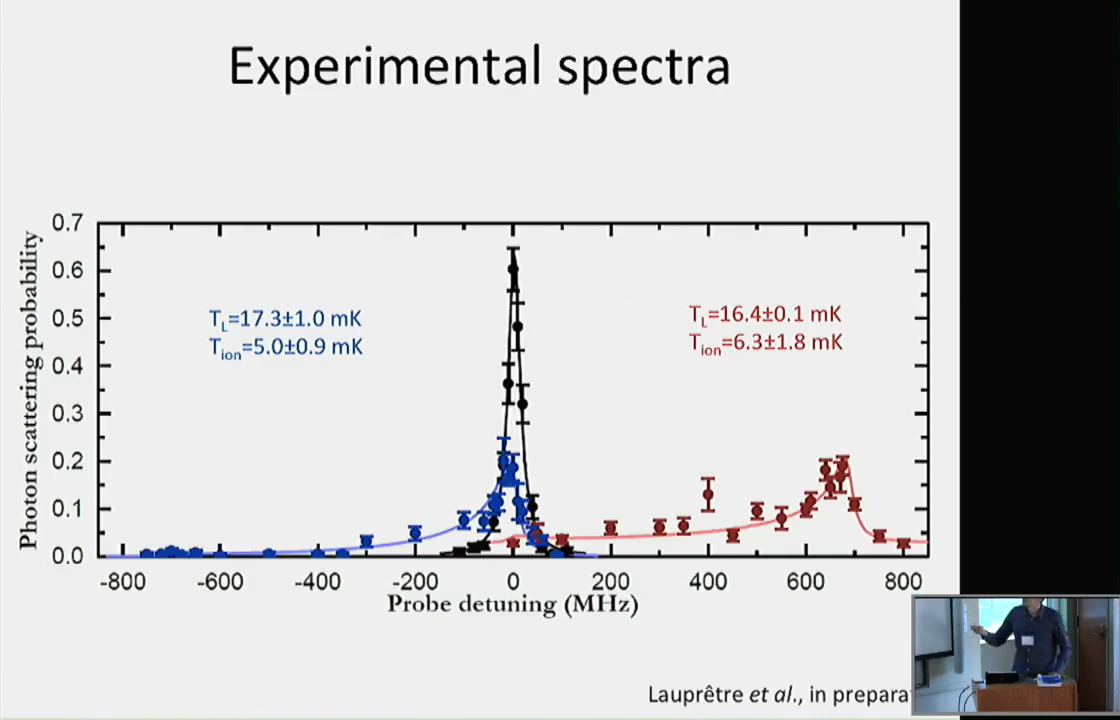 Experimental spectra
Photon scattering probability
0.7
0.6
0.5
0.4
0.3
0.2
0.1
0.0
T_L=17.3±1.0 mK
T_ion=5.0±0.9 mK
T_L=16.4±0.1 mK
T_ion=6.3±1.8 mK
-800 -600 -400 -200 0 200 400 600 800
Probe detuning (MHz)
Lauprêtre et al., in